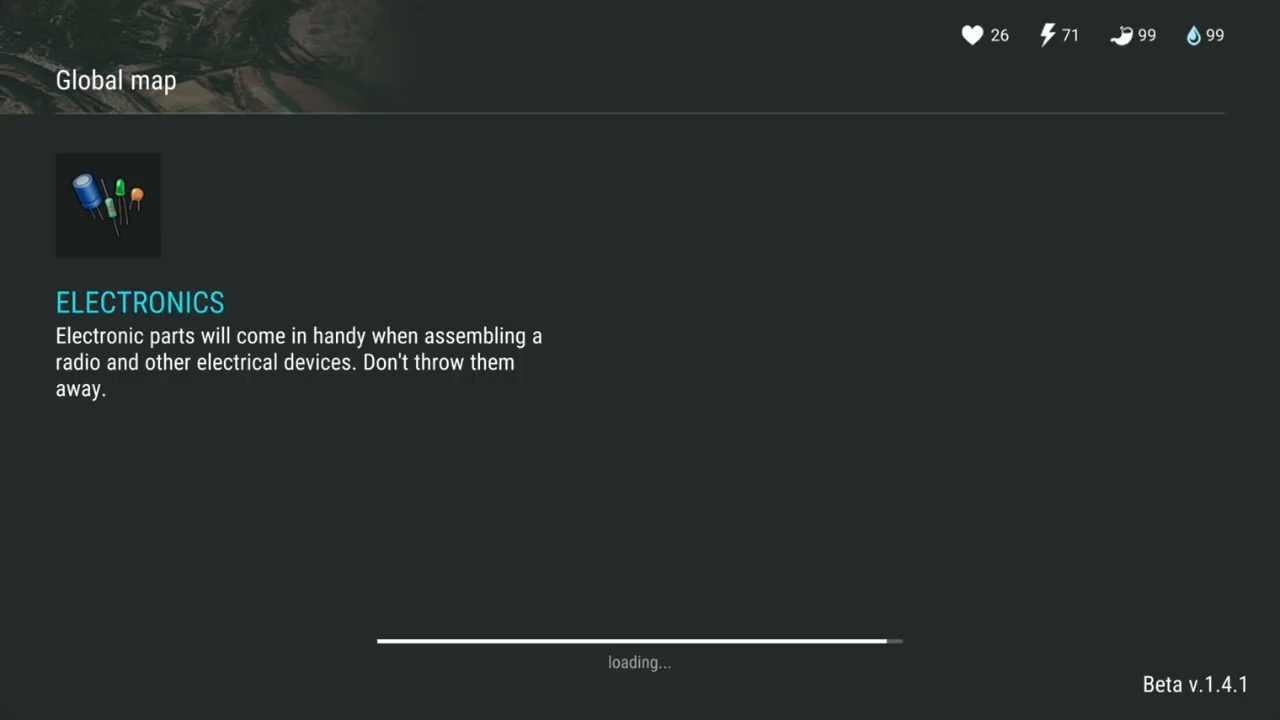 26 71 99 99
Global map
ELECTRONICS
Electronic parts will come in handy when assembling a
radio and other electrical devices. Don't throw them
away.
loading...
Beta v.1.4.1